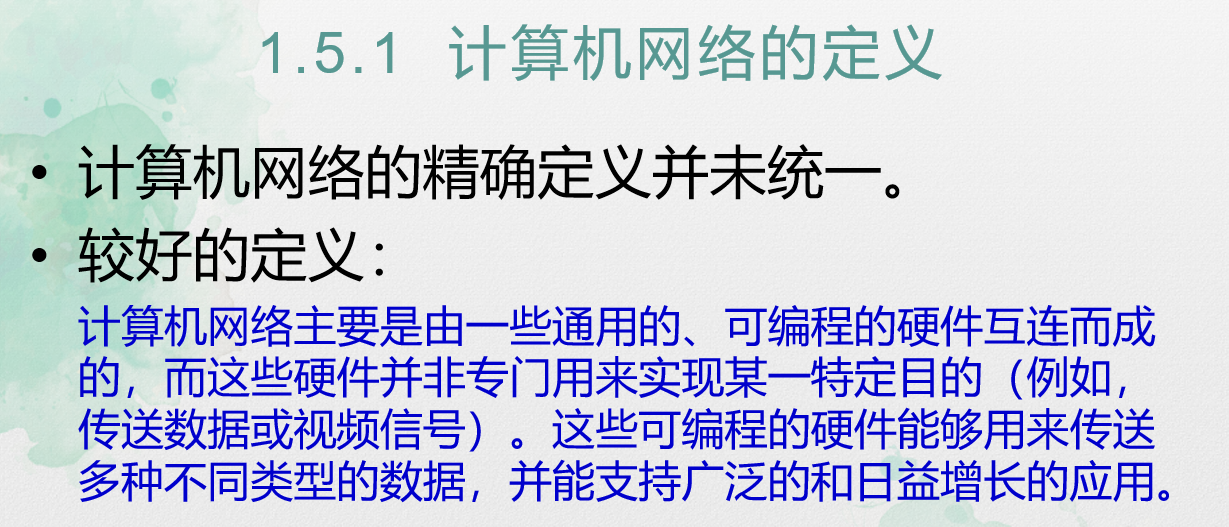 1.5.1 计算机网络的定义
• 计算机网络的精确定义并未统一。
• 较好的定义：
计算机网络主要是由一些通用的、可编程的硬件互连而成
的，而这些硬件并非专门用来实现某一特定目的（例如，
传送数据或视频信号）。这些可编程的硬件能够用来传送
多种不同类型的数据，并能支持广泛的和日益增长的应用。